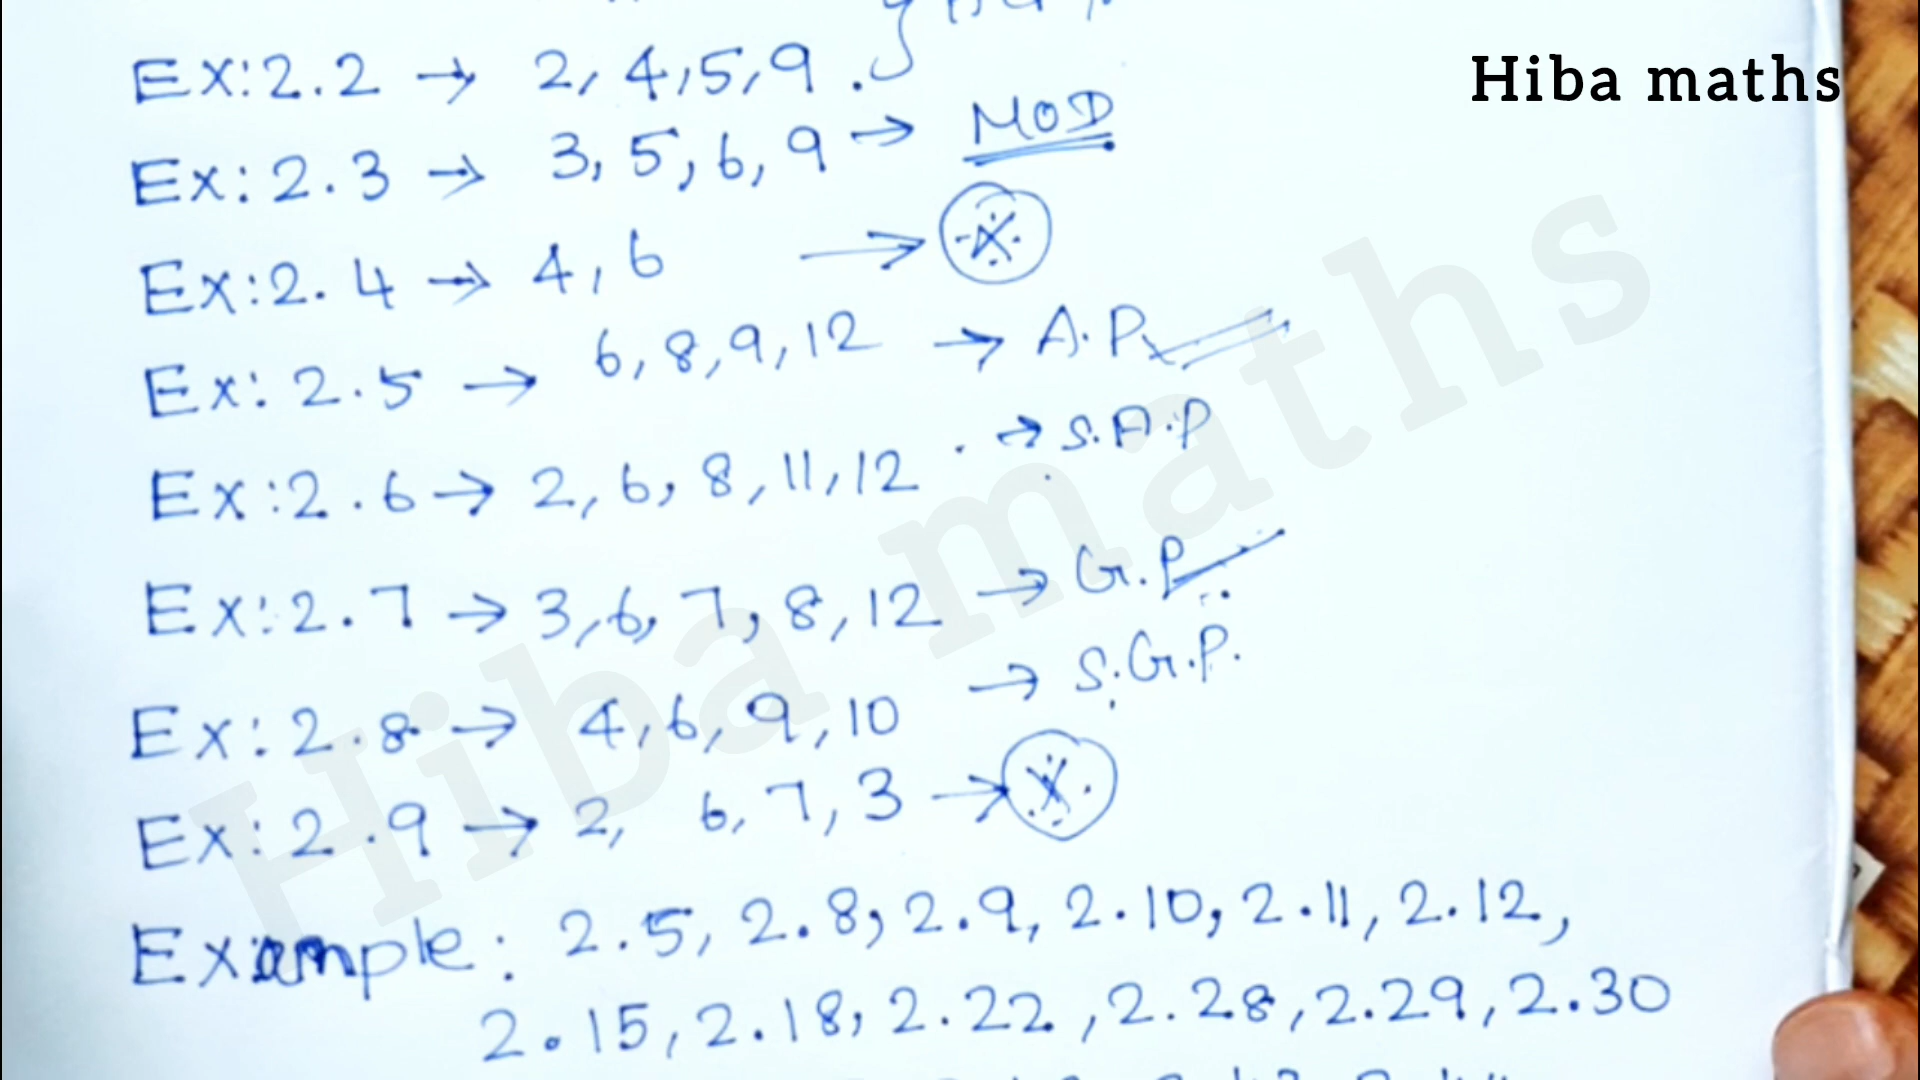 Hiba maths
Ex:2.2 → 2, 4, 5, 9.
Ex:2.3 → 3, 5, 6, 9 → MOD
Ex:2.4 → 4, 6 →
Ex:2.5 → 6, 8, 9, 12 → A.P
Ex:2.6 → 2, 6, 8, 11, 12 → S.A.P
Ex:2.7 → 3, 6, 7, 8, 12 → G.P
Ex:2.8 → 4, 6, 9, 10 → S.G.P.
Ex:2.9 → 2, 6, 7, 3 →
Example: 2.5, 2.8, 2.9, 2.10, 2.11, 2.12,
2.15, 2.18, 2.22, 2.28, 2.29, 2.30
Hiba maths